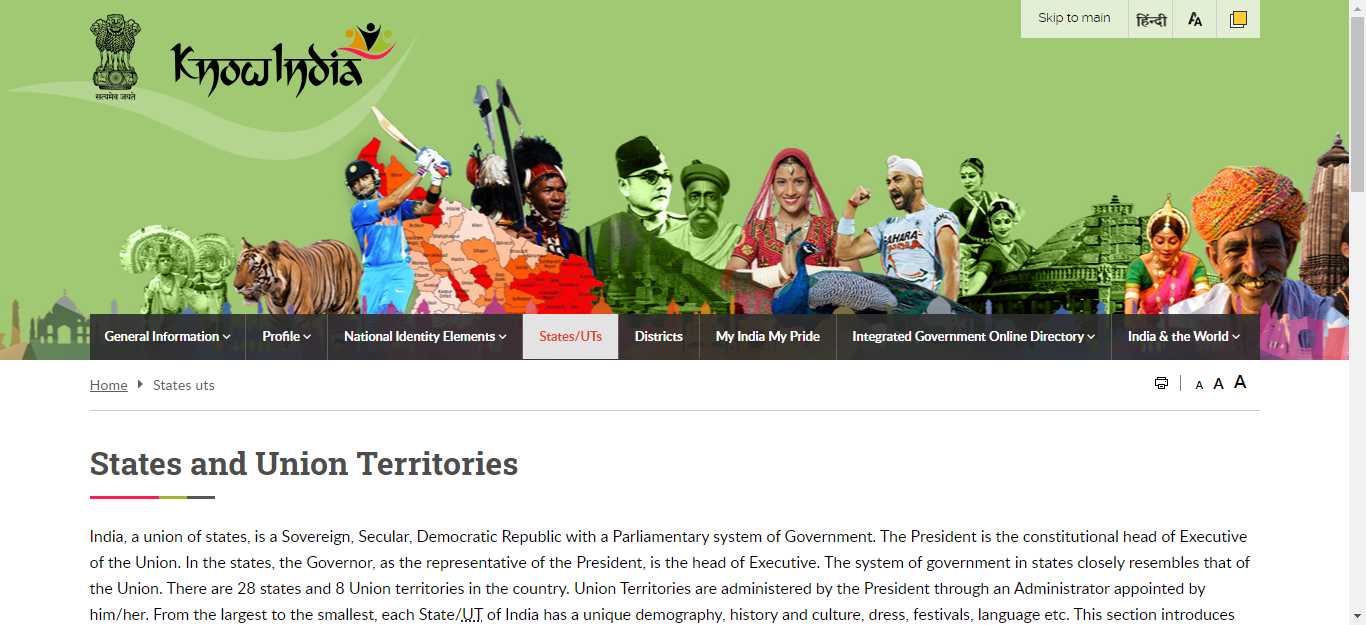 Skip to main
हिंन्दी
AA
सत्यमेव जयते
KnowIndia
SAHARA
INDIA
General Information
Profile
National Identity Elements
States/UTs
Districts
My India My Pride
Integrated Government Online Directory
India & the World
Home
States uts
A A A
States and Union Territories
India, a union of states, is a Sovereign, Secular, Democratic Republic with a Parliamentary system of Government. The President is the constitutional head of Executive
of the Union. In the states, the Governor, as the representative of the President, is the head of Executive. The system of government in states closely resembles that of
the Union. There are 28 states and 8 Union territories in the country. Union Territories are administered by the President through an Administrator appointed by
him/her. From the largest to the smallest, each State/UT of India has a unique demography, history and culture, dress, festivals, language etc. This section introduces